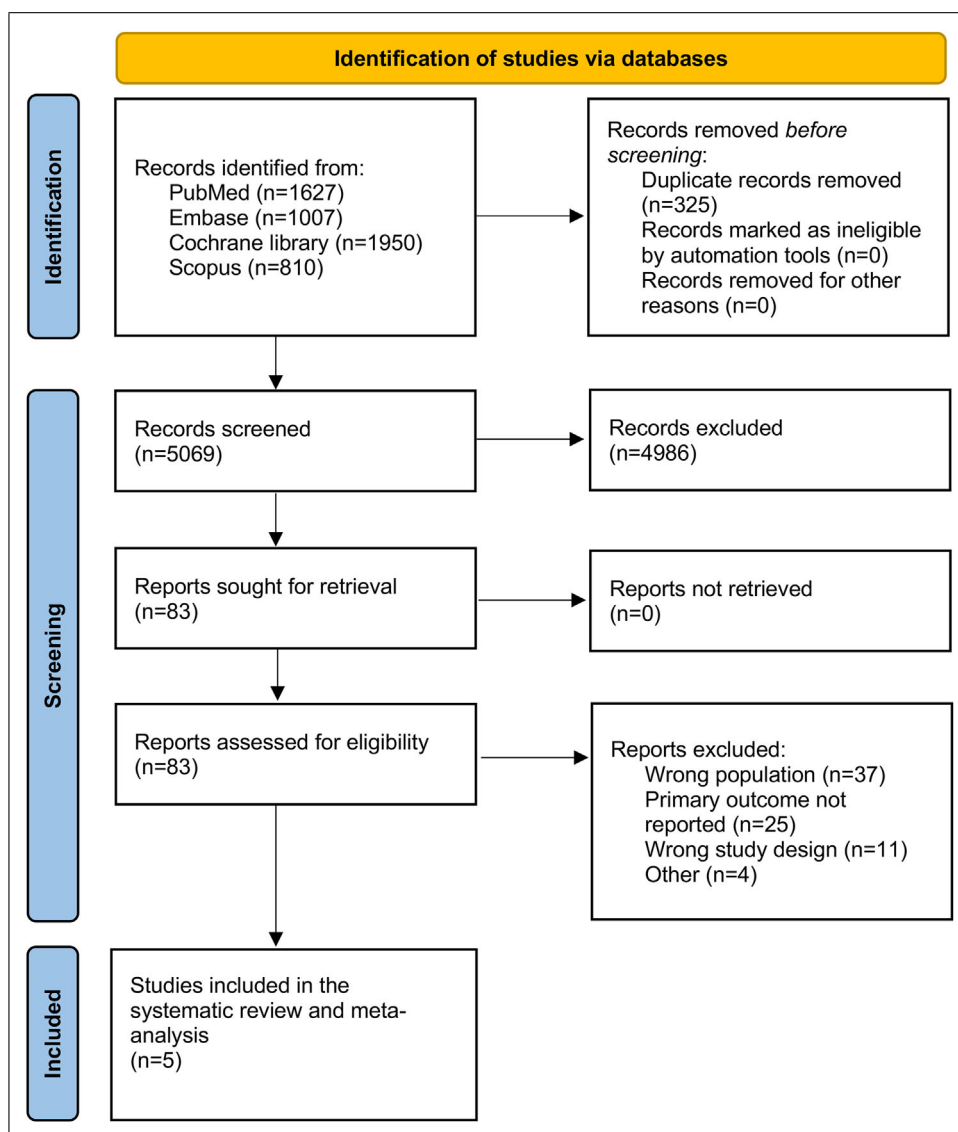 Identification of studies via databases
Identification
Records identified from:
PubMed (n=1627)
Embase (n=1007)
Cochrane library (n=1950)
Scopus (n=810)
Records removed before
screening:
Duplicate records removed
(n=325)
Records marked as ineligible
by automation tools (n=0)
Records removed for other
reasons (n=0)
Screening
Records screened
(n=5069)
Records excluded
(n=4986)
Reports sought for retrieval
(n=83)
Reports not retrieved
(n=0)
Reports assessed for eligibility
(n=83)
Reports excluded:
Wrong population (n=37)
Primary outcome not
reported (n=25)
Wrong study design (n=11)
Other (n=4)
Included
Studies included in the
systematic review and meta-
analysis
(n=5)